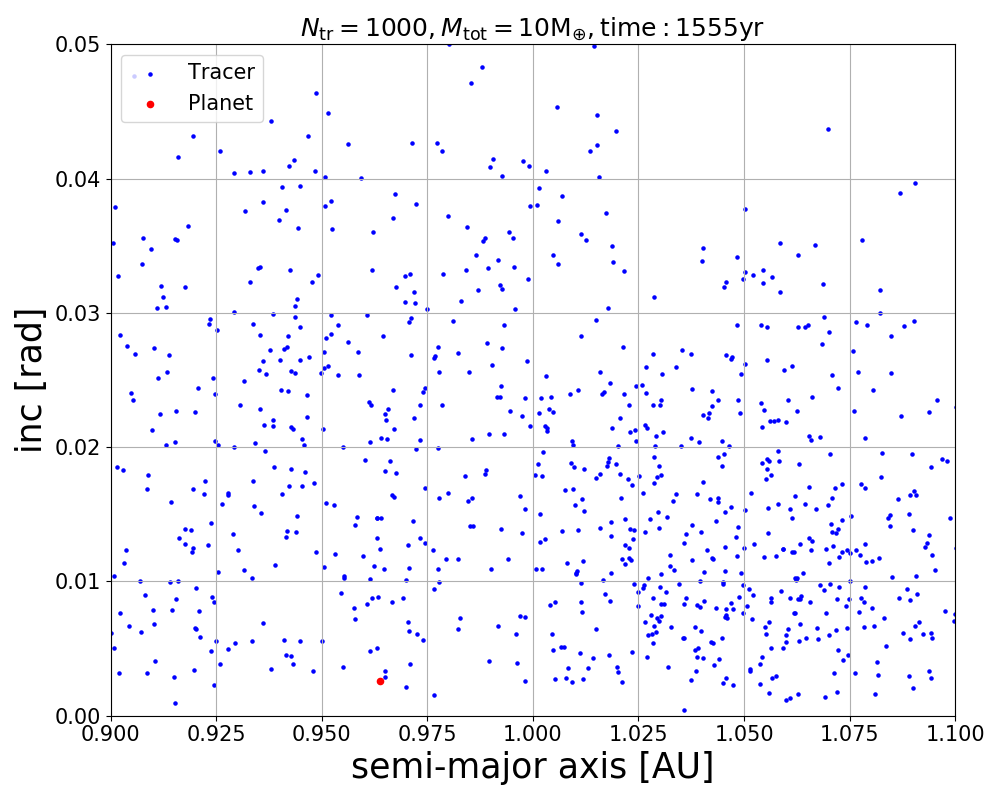 N_tr = 1000, M_tot = 10M_⊕, time : 1555yr
0.05
Tracer
Planet
0.04
0.03
inc [rad]
0.02
0.01
0.00
0.900 0.925 0.950 0.975 1.000 1.025 1.050 1.075 1.100
semi-major axis [AU]